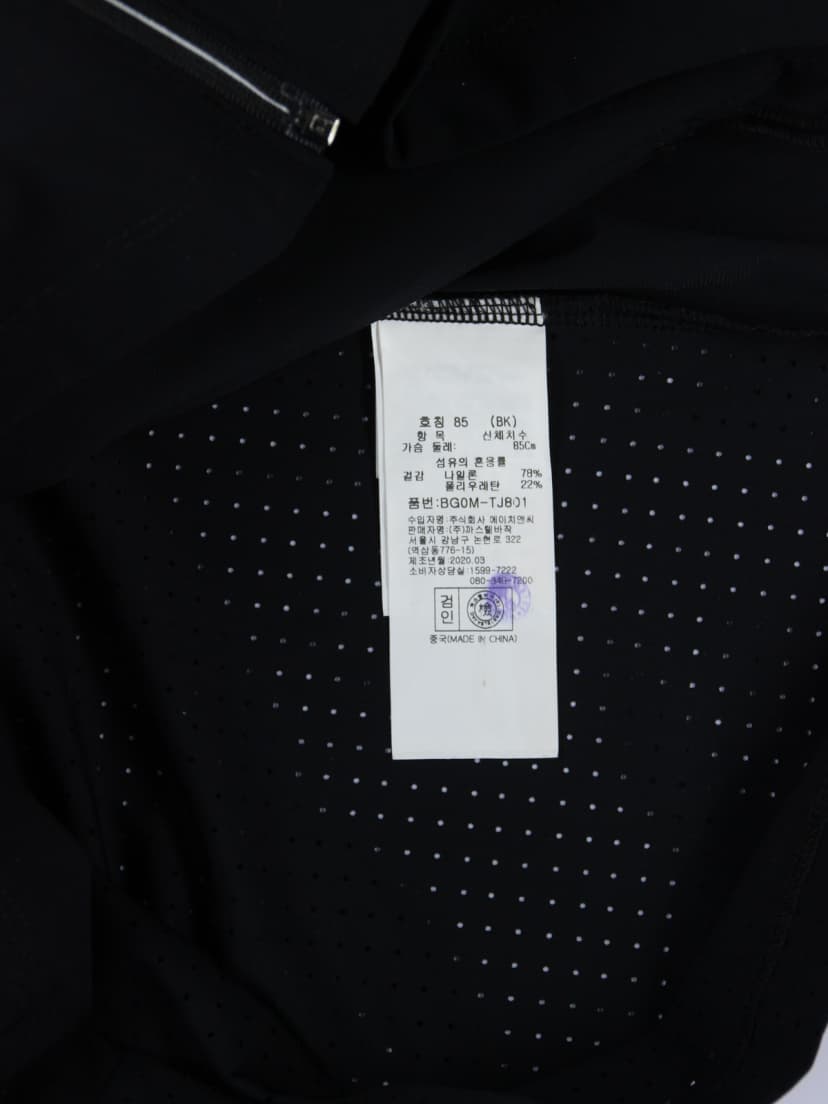 호칭 85 (BK)
항 목 신체치수
가슴 둘레: 85Cm
섬유의 혼용률
겉감 나일론 78%
폴리우레탄 22%
품번:BG0M-TJ801
수입자명:주식회사 에이치앤씨
판매자명:(주)까스텔바작
서울시 강남구 논현로 322
(역삼동776-15)
제조년월:2020.03
소비자상담실:1599-7222
080-340-7200
검
인
중국(MADE IN CHINA)